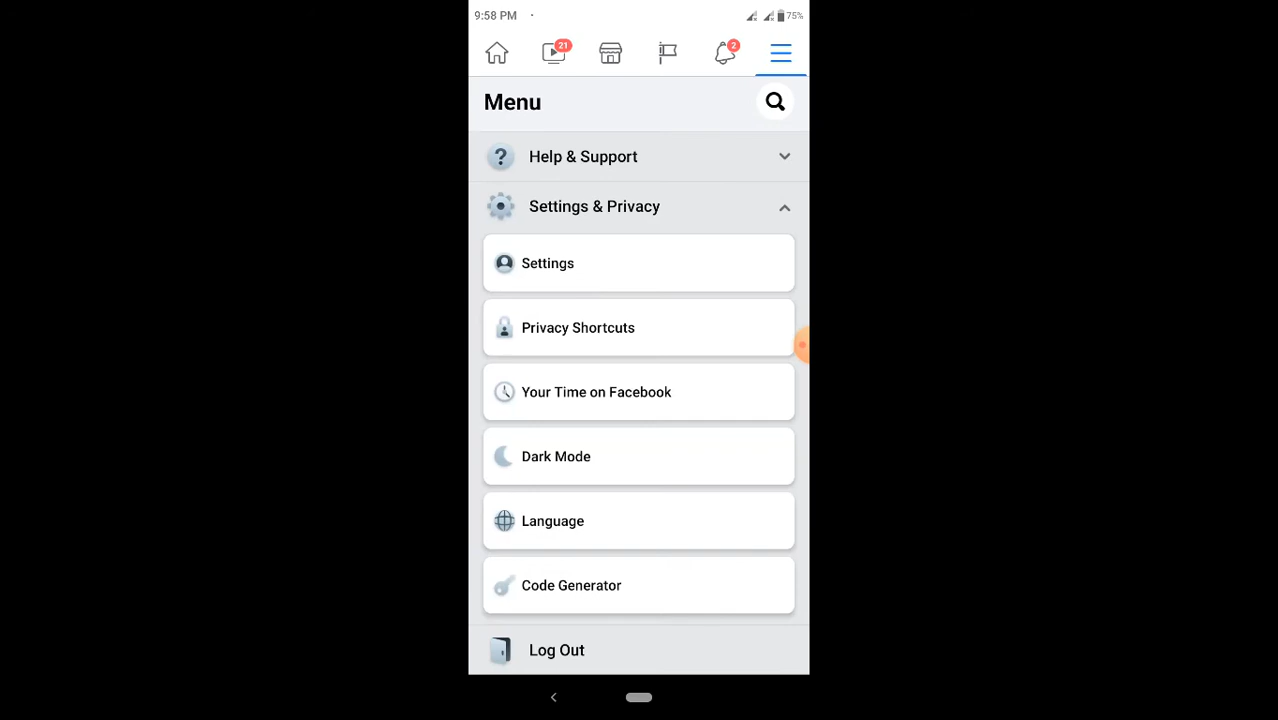 9:58 PM
75%
21
2
Menu
Help & Support
Settings & Privacy
Settings
Privacy Shortcuts
Your Time on Facebook
Dark Mode
Language
Code Generator
Log Out